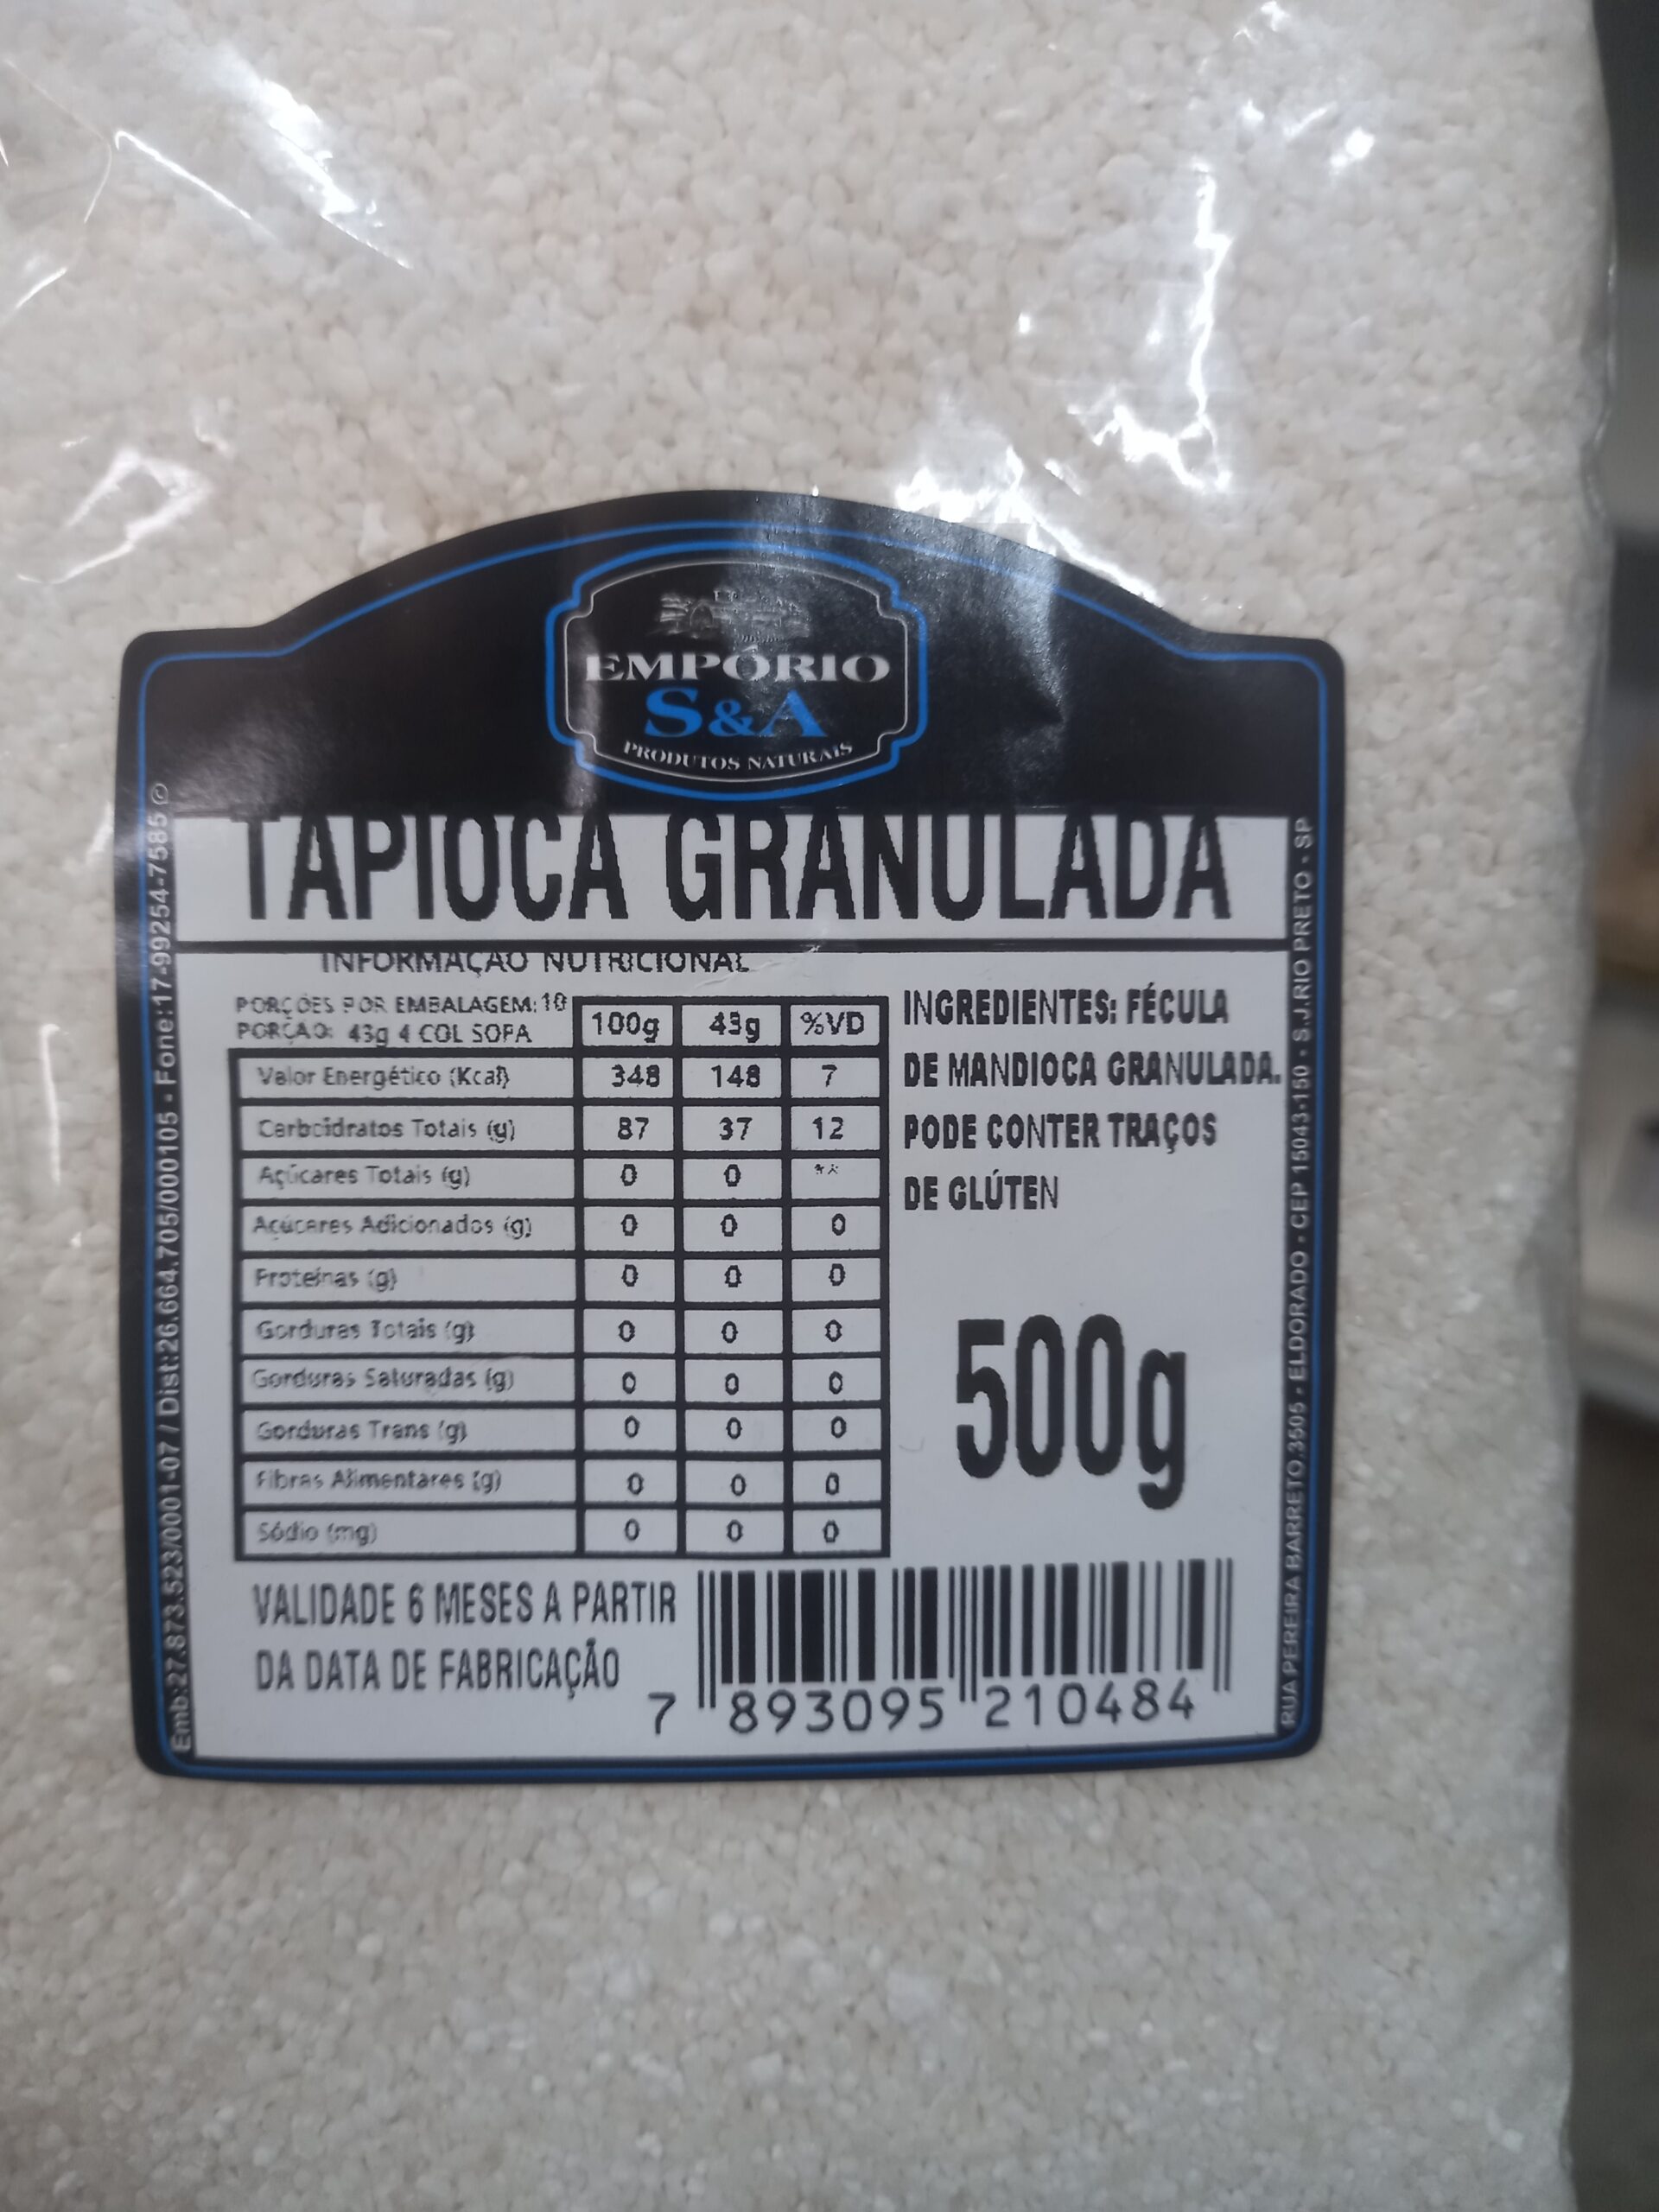 EMPÓRIO
S&A
PRODUTOS NATURAIS
TAPIOCA GRANULADA
INFORMAÇÃO NUTRICIONAL
PORÇÕES POR EMBALAGEM: 10
PORÇÃO: 43g 4 COL SOPA
100g 43g %VD
Valor Energético (Kcal) 348 148 7
Carboidratos Totais (g) 87 37 12
Açúcares Totais (g) 0 0 **
Açúcares Adicionados (g) 0 0 0
Proteínas (g) 0 0 0
Gorduras Totais (g) 0 0 0
Gorduras Saturadas (g) 0 0 0
Gorduras Trans (g) 0 0 0
Fibras Alimentares (g) 0 0 0
Sódio (mg) 0 0 0
INGREDIENTES: FÉCULA
DE MANDIOCA GRANULADA.
PODE CONTER TRAÇOS
DE GLÚTEN
500g
VALIDADE 6 MESES A PARTIR
DA DATA DE FABRICAÇÃO
7 893095 210484
Emb:27.873.523/0001-07 / Dist:26.664.705/000105 - Fone:17-99254-7585 ©
RUA PEREIRA BARRETO,3505 - ELDORADO - CEP 15043-150 - S.J.RIO PRETO - SP